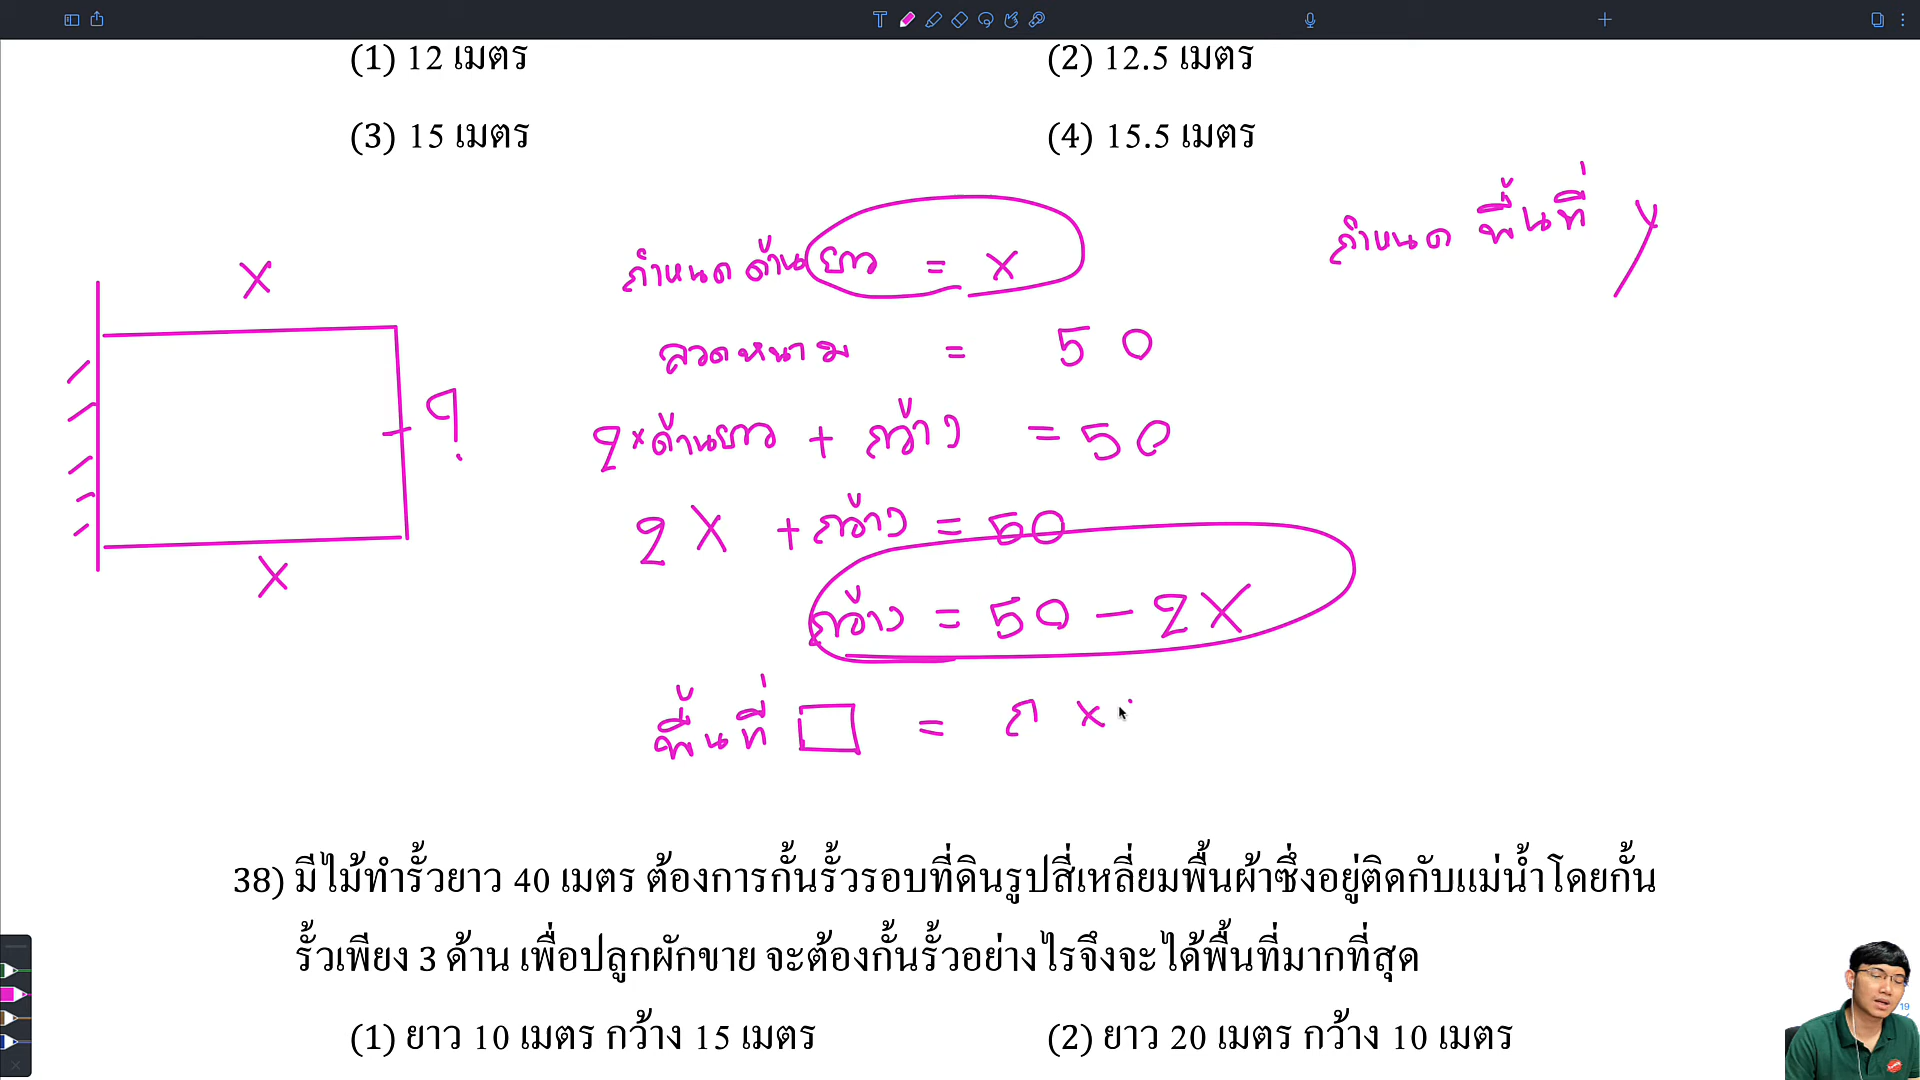 (1) 12 เมตร (2) 12.5 เมตร
(3) 15 เมตร (4) 15.5 เมตร
กำหนด พื้นที่ y
กำหนด ด้านยาว = x
x
ลวดหนาม = 50
?
2 × ด้านยาว + กว้าง = 50
2x + กว้าง = 50
x
กว้าง = 50 - 2x
พื้นที่ □ = ก ×
38) มีไม้ทำรั้วยาว 40 เมตร ต้องการกั้นรั้วรอบที่ดินรูปสี่เหลี่ยมพื้นผ้าซึ่งอยู่ติดกับแม่น้ำโดยกั้น
รั้วเพียง 3 ด้าน เพื่อปลูกผักขาย จะต้องกั้นรั้วอย่างไรจึงจะได้พื้นที่มากที่สุด
(1) ยาว 10 เมตร กว้าง 15 เมตร (2) ยาว 20 เมตร กว้าง 10 เมตร
19